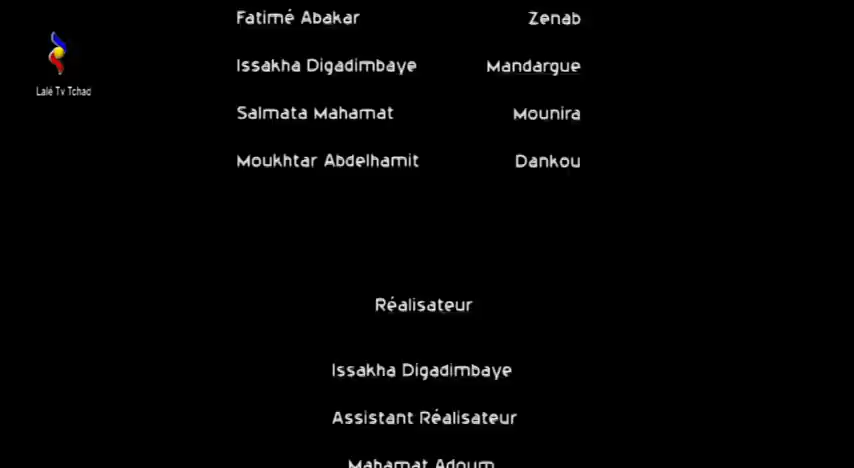 Fatimé Abakar Zenab
Lalé Tv Tchad
Issakha Digadimbaye Mandargue
Salmata Mahamat Mounira
Moukhtar Abdelhamit Dankou
Réalisateur
Issakha Digadimbaye
Assistant Réalisateur
Mahamat Adoum